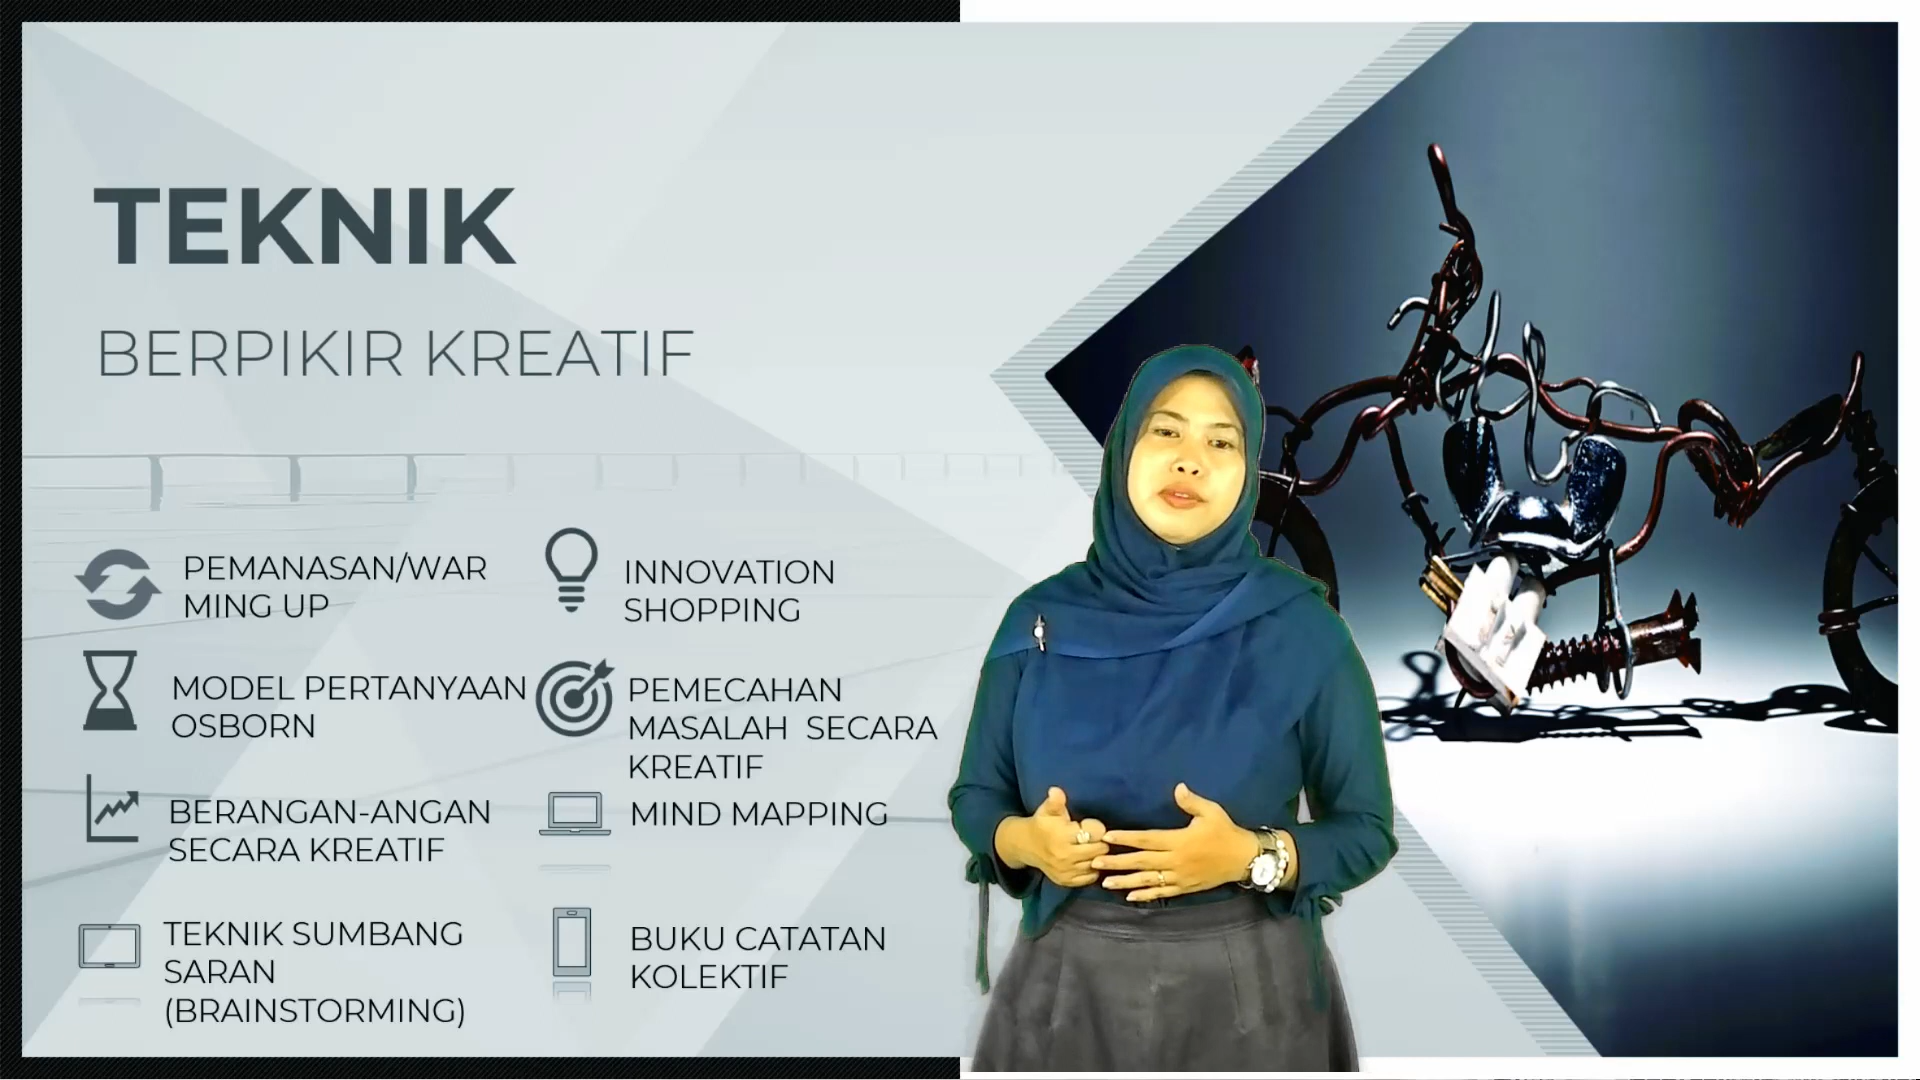 TEKNIK
BERPIKIR KREATIF
PEMANASAN/WAR
MING UP
MODEL PERTANYAAN
OSBORN
BERANGAN-ANGAN
SECARA KREATIF
TEKNIK SUMBANG
SARAN
(BRAINSTORMING)
INNOVATION
SHOPPING
PEMECAHAN
MASALAH  SECARA
KREATIF
MIND MAPPING
BUKU CATATAN
KOLEKTIF